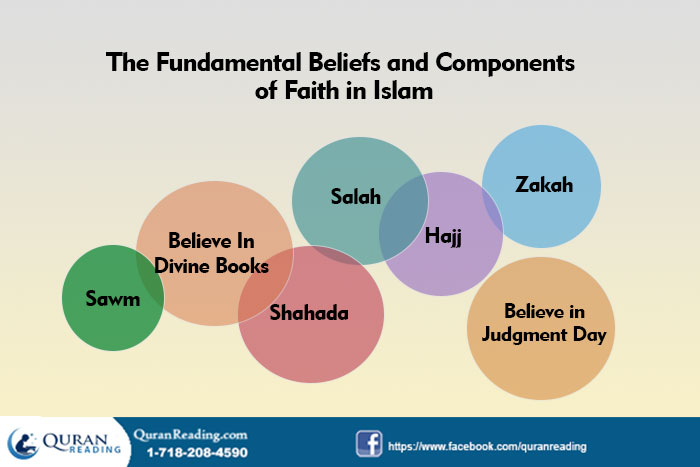 The Fundamental Beliefs and Components
of Faith in Islam
Sawm
Believe In
Divine Books
Shahada
Salah
Hajj
Zakah
Believe in
Judgment Day
QURAN
READING
QuranReading.com
1-718-208-4590
f
https://www.facebook.com/quranreading